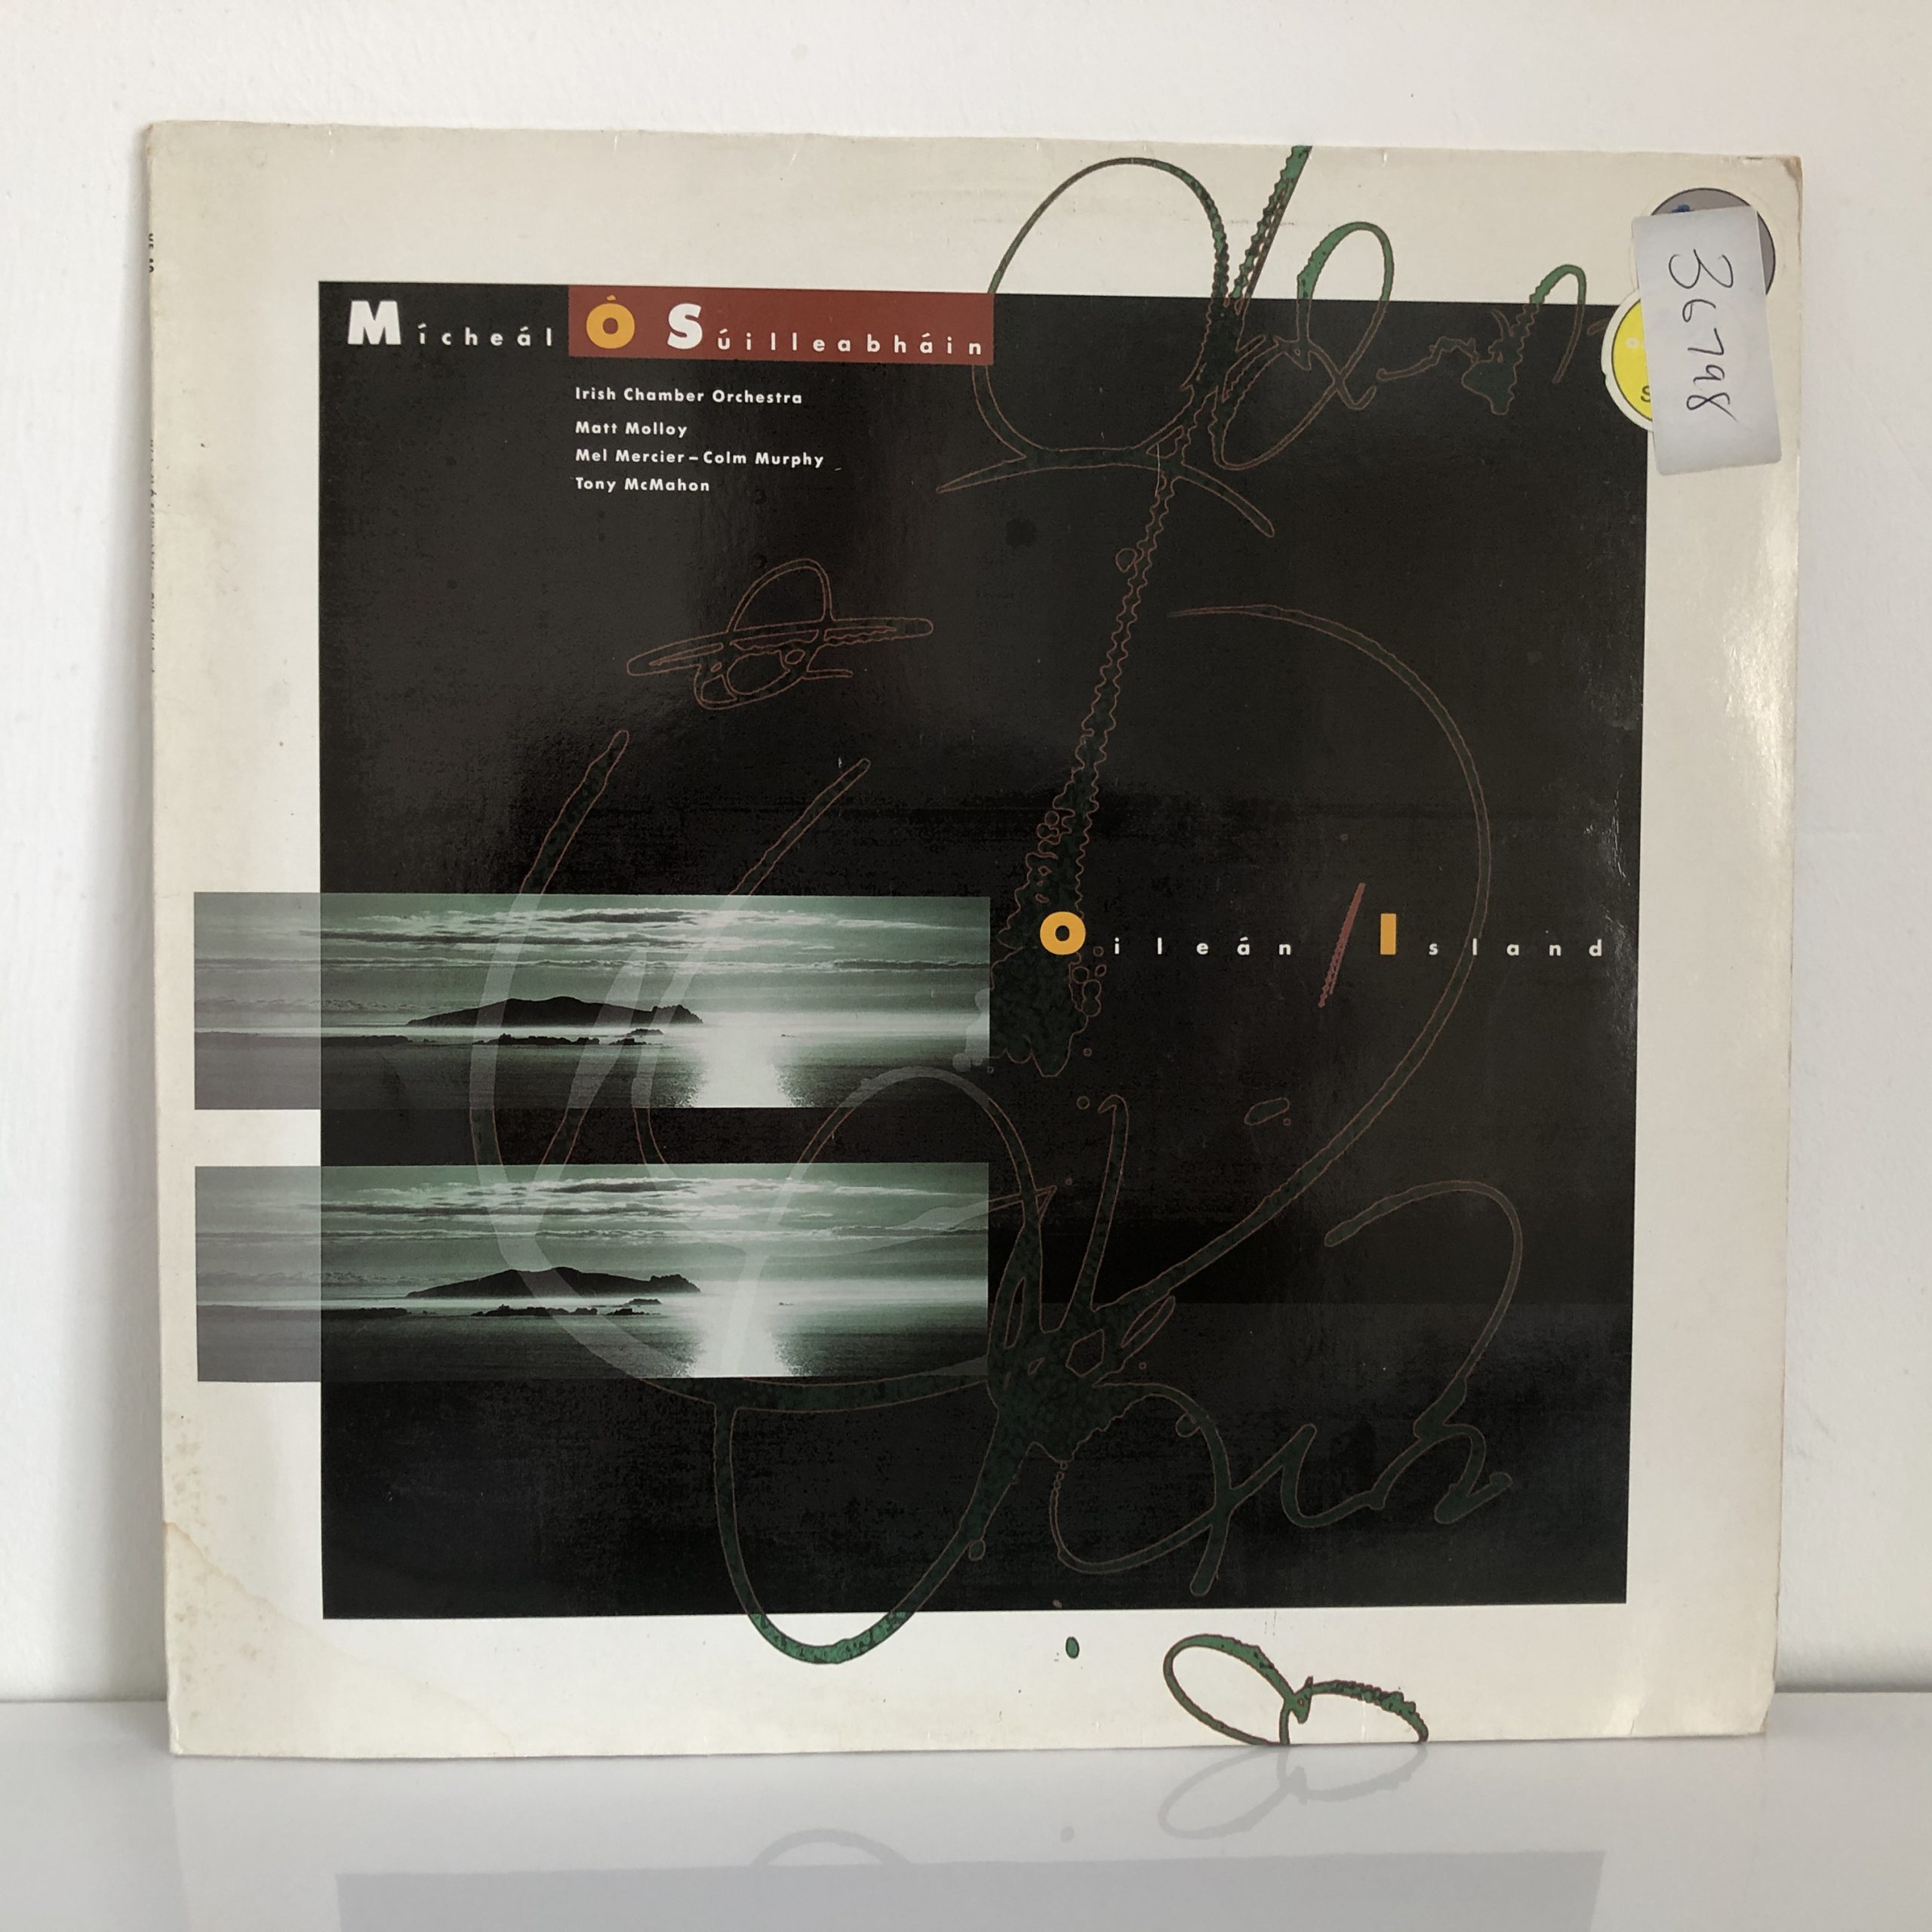 Mícheál Ó Súilleabháin
Irish Chamber Orchestra
Matt Molloy
Mel Mercier – Colm Murphy
Tony McMahon
36798
Oileán / Island